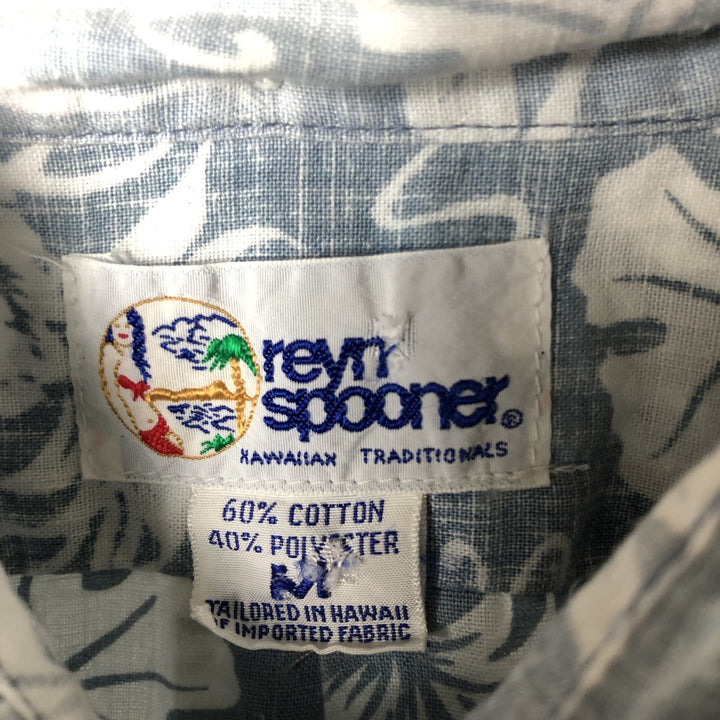 reyn
spooner®
HAWAIIAN TRADITIONALS
60% COTTON
40% POLYESTER
M
TAILORED IN HAWAII
OF IMPORTED FABRIC